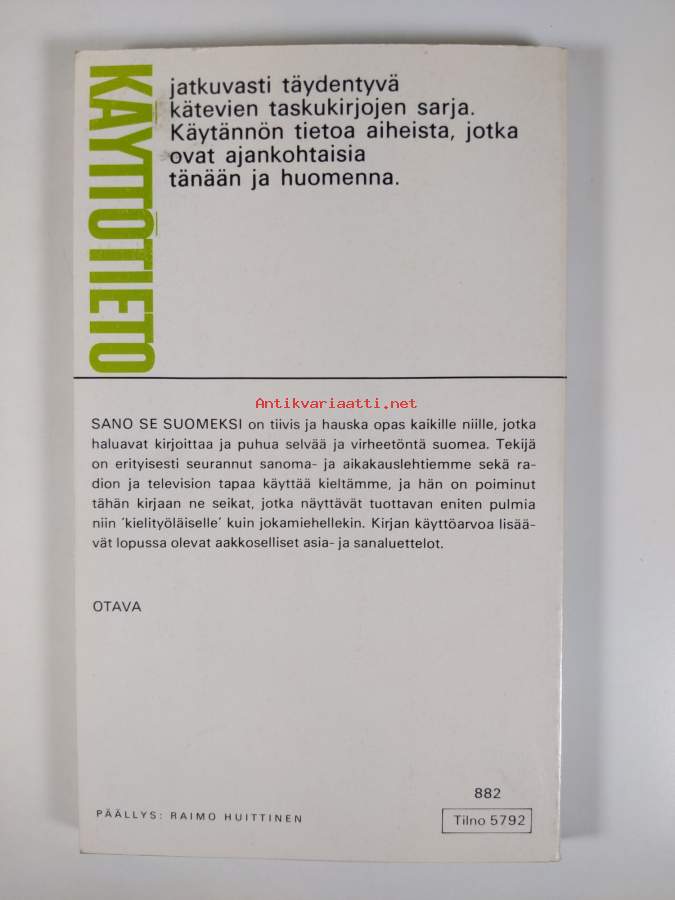 KÄYTTÖTIETO
jatkuvasti täydentyvä
kätevien taskukirjojen sarja.
Käytännön tietoa aiheista, jotka
ovat ajankohtaisia
tänään ja huomenna.
Antikvariaatti.net
SANO SE SUOMEKSI on tiivis ja hauska opas kaikille niille, jotka
haluavat kirjoittaa ja puhua selvää ja virheetöntä suomea. Tekijä
on erityisesti seurannut sanoma- ja aikakauslehtiemme sekä ra-
dion ja television tapaa käyttää kieltämme, ja hän on poiminut
tähän kirjaan ne seikat, jotka näyttävät tuottavan eniten pulmia
niin ’kielityöläiselle’ kuin jokamiehellekin. Kirjan käyttöarvoa lisää-
vät lopussa olevat aakkoselliset asia- ja sanaluettelot.
OTAVA
882
PÄÄLLYS: RAIMO HUITTINEN
Tilno 5792